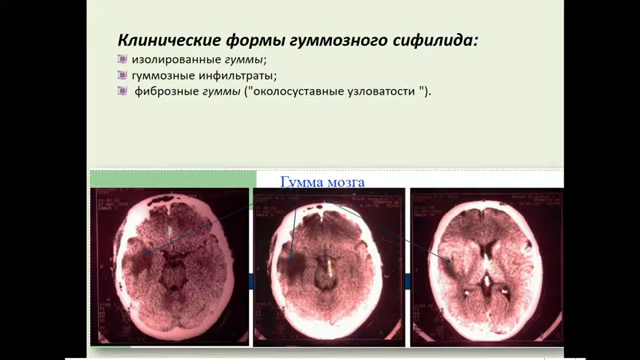 Клинические формы гуммозного сифилида:
изолированные гуммы;
гуммозные инфильтраты;
фиброзные гуммы ("околосуставные узловатости ").
Гумма мозга